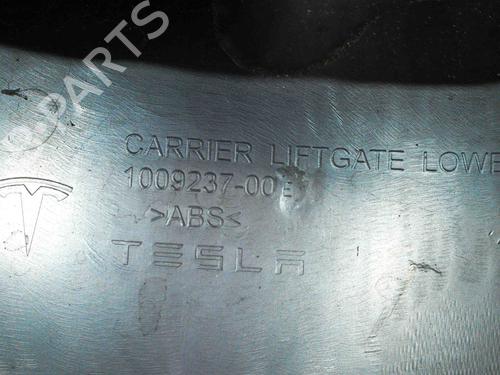 PARTS
CARRIER LIFTGATE LOWE
1009237-00 E
>ABS<
TESLA